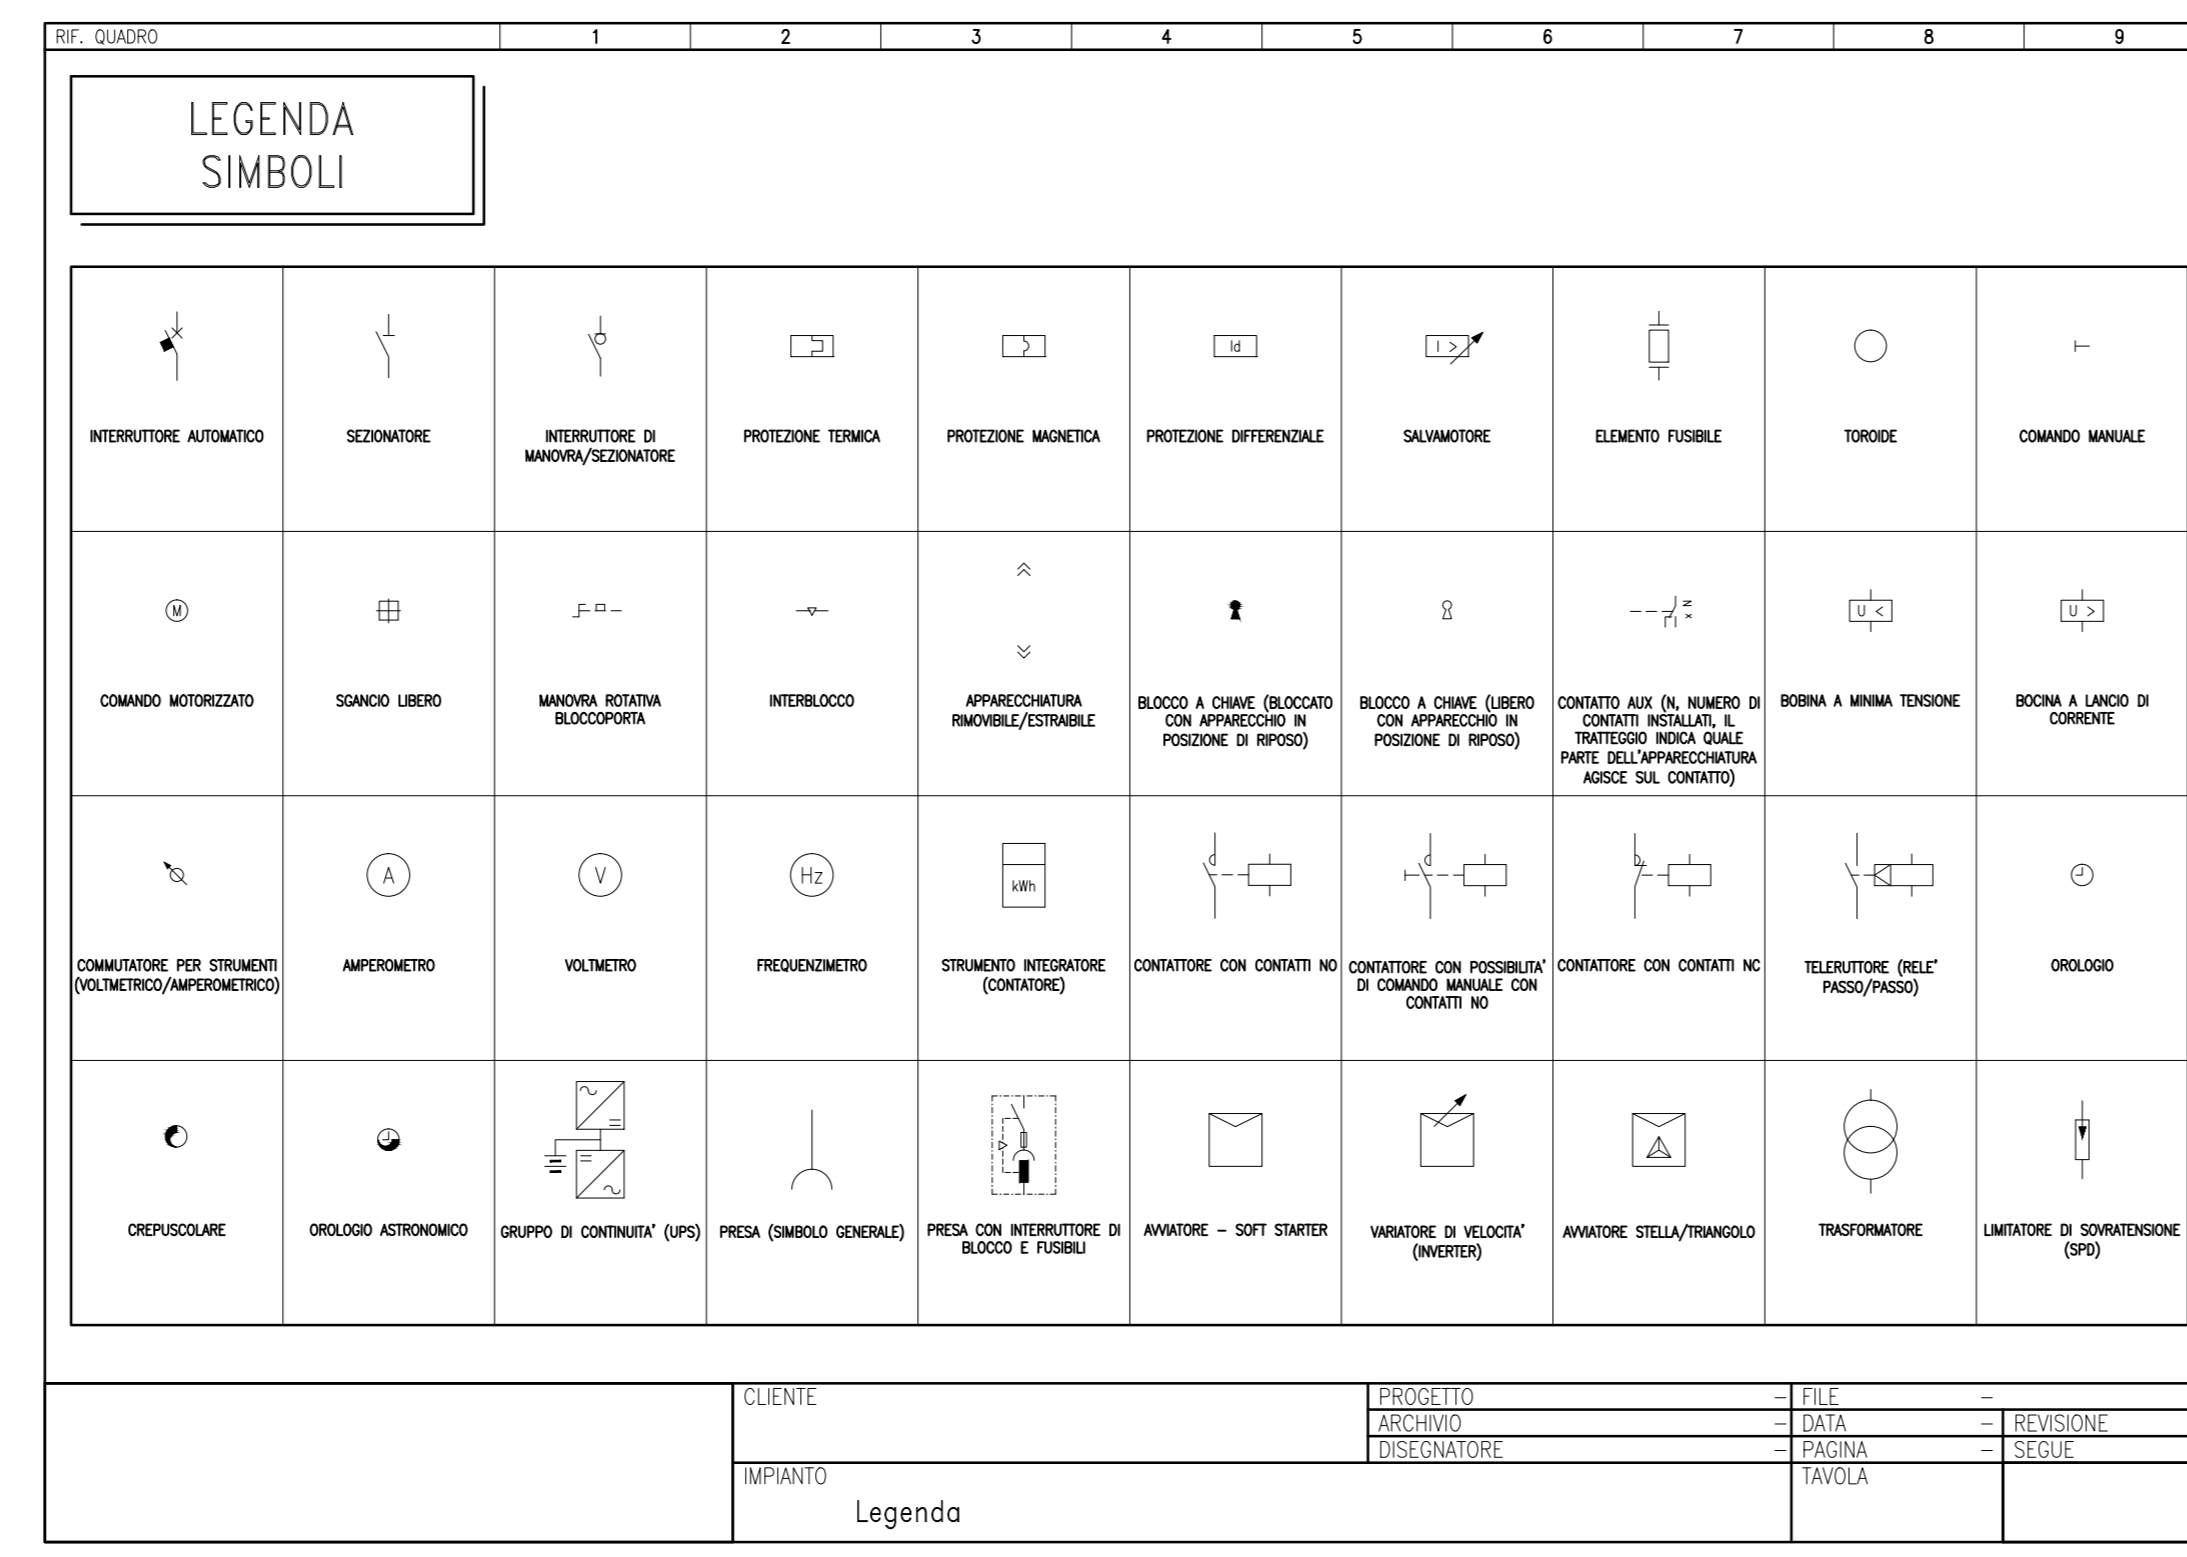 RIF. QUADRO 1 2 3 4 5 6 7 8 9
LEGENDA
SIMBOLI
Id
I >
INTERRUTTORE AUTOMATICO
SEZIONATORE
INTERRUTTORE DI
MANOVRA/SEZIONATORE
PROTEZIONE TERMICA
PROTEZIONE MAGNETICA
PROTEZIONE DIFFERENZIALE
SALVAMOTORE
ELEMENTO FUSIBILE
TOROIDE
COMANDO MANUALE
M
N
x
U <
U >
COMANDO MOTORIZZATO
SGANCIO LIBERO
MANOVRA ROTATIVA
BLOCCOPORTA
INTERBLOCCO
APPARECCHIATURA
RIMOVIBILE/ESTRAIBILE
BLOCCO A CHIAVE (BLOCCATO
CON APPARECCHIO IN
POSIZIONE DI RIPOSO)
BLOCCO A CHIAVE (LIBERO
CON APPARECCHIO IN
POSIZIONE DI RIPOSO)
CONTATTO AUX (N, NUMERO DI
CONTATTI INSTALLATI, IL
TRATTEGGIO INDICA QUALE
PARTE DELL'APPARECCHIATURA
AGISCE SUL CONTATTO)
BOBINA A MINIMA TENSIONE
BOCINA A LANCIO DI
CORRENTE
A
V
Hz
kWh
COMMUTATORE PER STRUMENTI
(VOLTMETRICO/AMPEROMETRICO)
AMPEROMETRO
VOLTMETRO
FREQUENZIMETRO
STRUMENTO INTEGRATORE
(CONTATORE)
CONTATTORE CON CONTATTI NO
CONTATTORE CON POSSIBILITA'
DI COMANDO MANUALE CON
CONTATTI NO
CONTATTORE CON CONTATTI NC
TELERUTTORE (RELE'
PASSO/PASSO)
OROLOGIO
CREPUSCOLARE
OROLOGIO ASTRONOMICO
GRUPPO DI CONTINUITA' (UPS)
PRESA (SIMBOLO GENERALE)
PRESA CON INTERRUTTORE DI
BLOCCO E FUSIBILI
AVVIATORE – SOFT STARTER
VARIATORE DI VELOCITA'
(INVERTER)
AVVIATORE STELLA/TRIANGOLO
TRASFORMATORE
LIMITATORE DI SOVRATENSIONE
(SPD)
CLIENTE
PROGETTO –
FILE –
ARCHIVIO –
DATA –
REVISIONE
DISEGNATORE –
PAGINA –
SEGUE
IMPIANTO
Legenda
TAVOLA